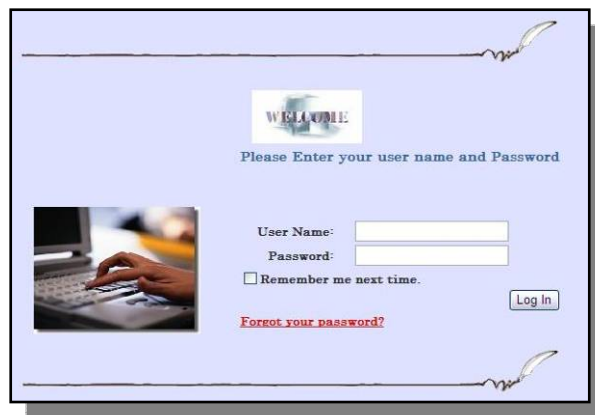 WELCOME
Please Enter your user name and Password
User Name:
Password:
Remember me next time.
Log In
Forgot your password?